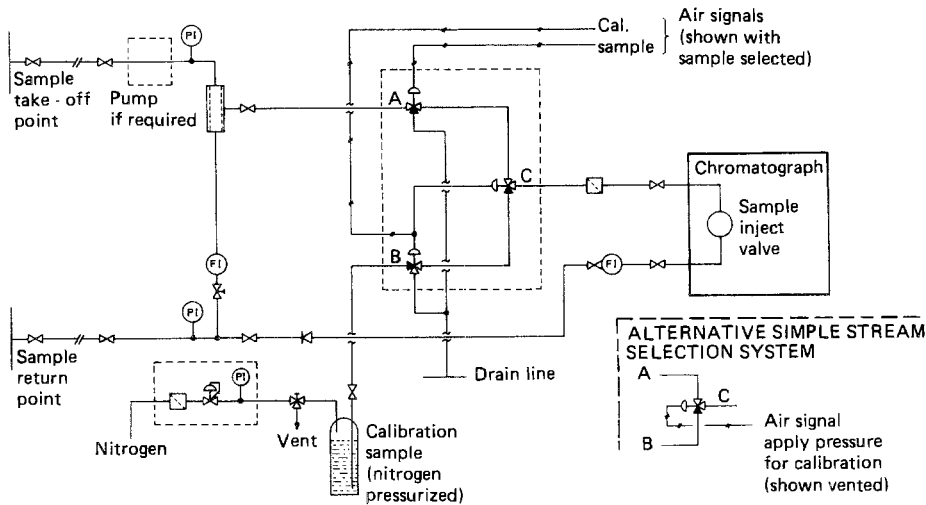 PI
Sample
take - off
point
Pump
if required
Cal.
sample
Air signals
(shown with
sample selected)
A
C
B
Chromatograph
Sample
inject
valve
FI
FI
PI
Sample
return
point
PI
Nitrogen
Vent
Calibration
sample
(nitrogen
pressurized)
Drain line
ALTERNATIVE SIMPLE STREAM
SELECTION SYSTEM
A
C
B
Air signal
apply pressure
for calibration
(shown vented)